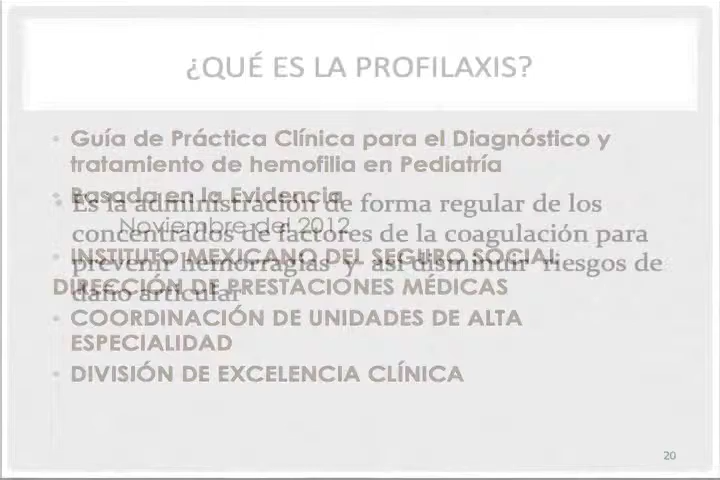 ¿QUÉ ES LA PROFILAXIS?
• Guía de Práctica Clínica para el Diagnóstico y
tratamiento de hemofilia en Pediatría
• Basada en la Evidencia
Noviembre del 2012
• INSTITUTO MEXICANO DEL SEGURO SOCIAL
DIRECCIÓN DE PRESTACIONES MÉDICAS
• COORDINACIÓN DE UNIDADES DE ALTA
ESPECIALIDAD
• DIVISIÓN DE EXCELENCIA CLÍNICA
• Es la administración de forma regular de los
concentrados de factores de la coagulación para
prevenir hemorragias y así disminuir riesgos de
daño articular
20